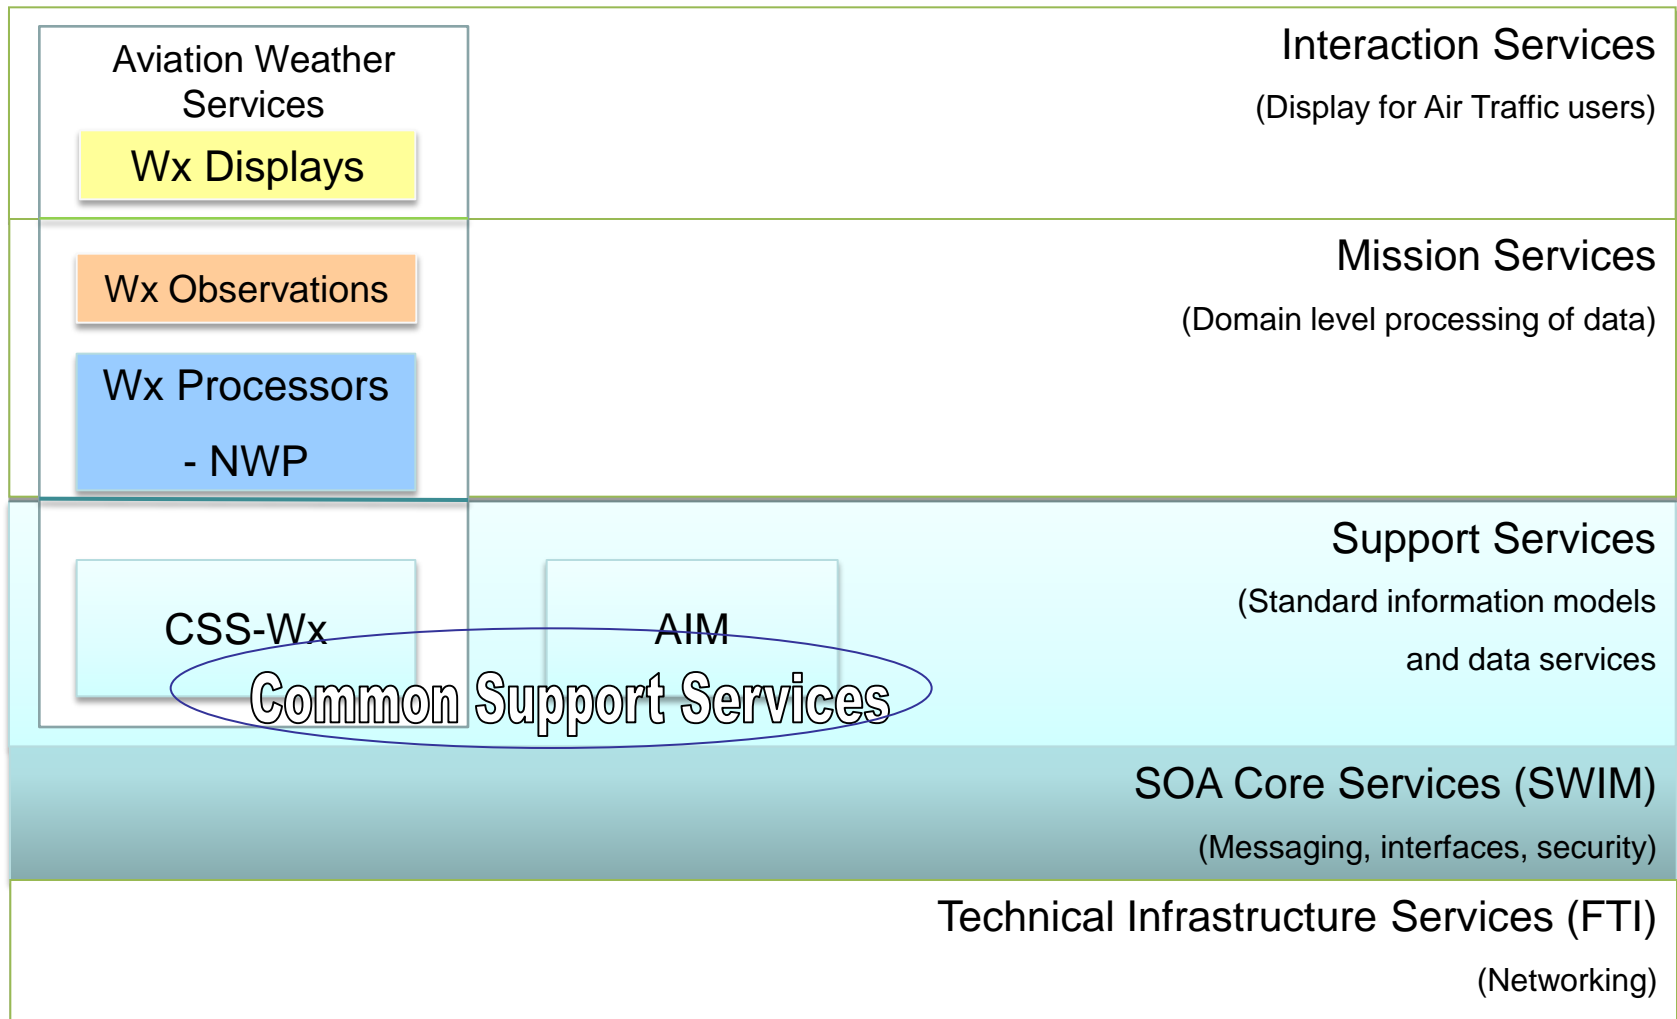 Aviation Weather
Services
Wx Displays
Interaction Services
(Display for Air Traffic users)
Wx Observations
Wx Processors
- NWP
Mission Services
(Domain level processing of data)
CSS-Wx
AIM
Common Support Services
Support Services
(Standard information models
and data services
SOA Core Services (SWIM)
(Messaging, interfaces, security)
Technical Infrastructure Services (FTI)
(Networking)